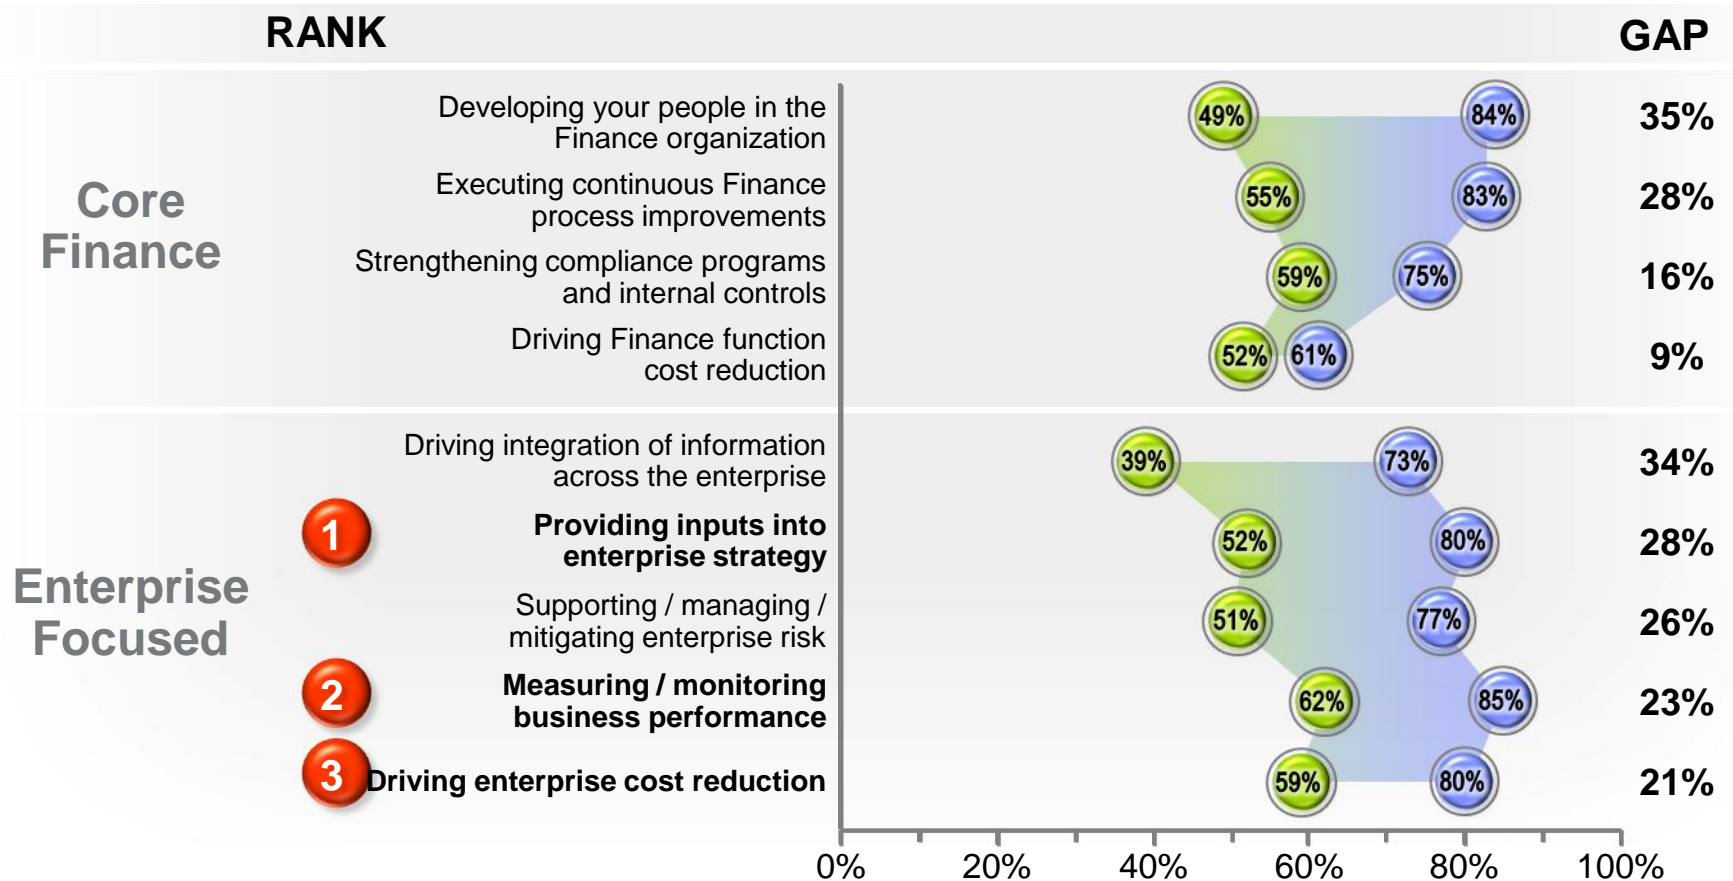 RANK
GAP
Core
Finance
Developing your people in the
Finance organization
49%
84%
35%
Executing continuous Finance
process improvements
55%
83%
28%
Strengthening compliance programs
and internal controls
59%
75%
16%
Driving Finance function
cost reduction
52%
61%
9%
Enterprise
Focused
Driving integration of information
across the enterprise
39%
73%
34%
1
Providing inputs into
enterprise strategy
52%
80%
28%
Supporting / managing /
mitigating enterprise risk
51%
77%
26%
2
Measuring / monitoring
business performance
62%
85%
23%
3
Driving enterprise cost reduction
59%
80%
21%
0% 20% 40% 60% 80% 100%